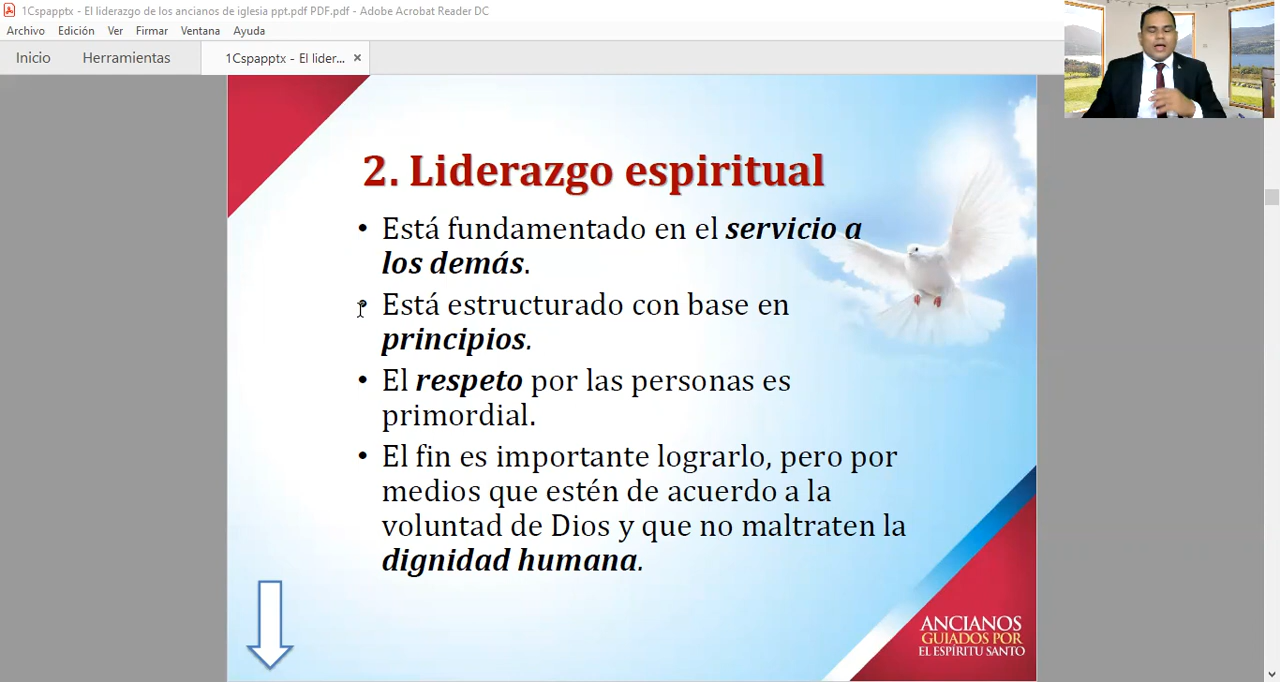 1Cspapptx - El liderazgo de los ancianos de iglesia ppt.pdf PDF.pdf - Adobe Acrobat Reader DC
Archivo Edición Ver Firmar Ventana Ayuda
Inicio Herramientas 1Cspapptx - El lider... ×
2. Liderazgo espiritual
• Está fundamentado en el servicio a
los demás.
• Está estructurado con base en
principios.
• El respeto por las personas es
primordial.
• El fin es importante lograrlo, pero por
medios que estén de acuerdo a la
voluntad de Dios y que no maltraten la
dignidad humana.
ANCIANOS
GUIADOS POR
EL ESPÍRITU SANTO